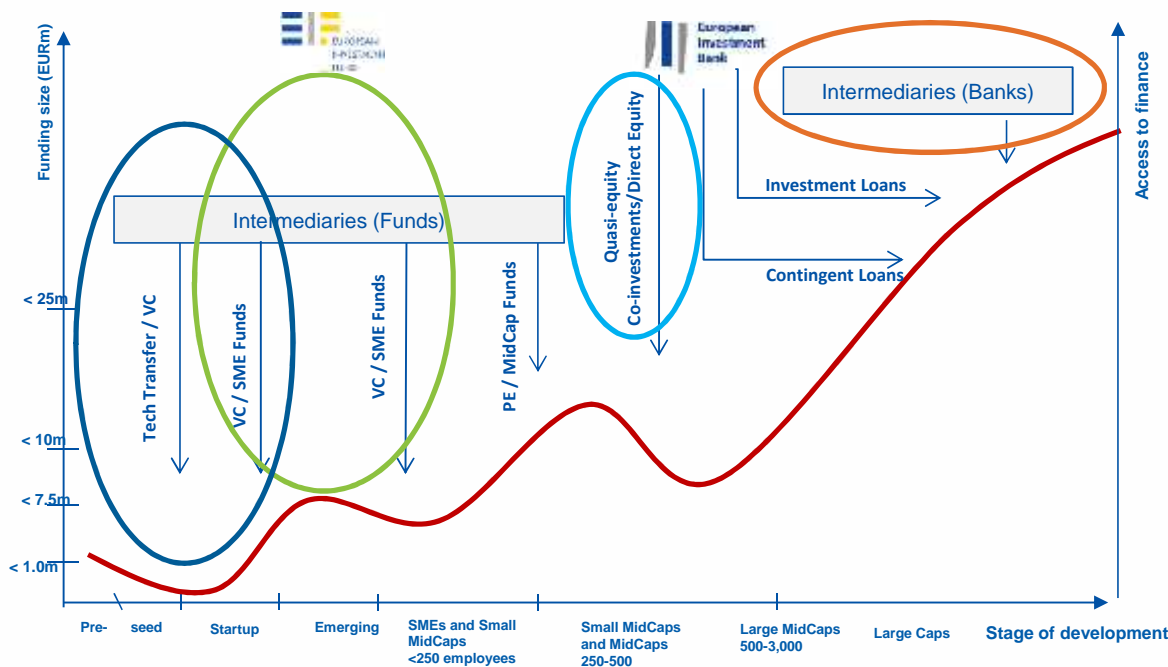 EUROPEAN
INVESTMENT
European
Investment
Bank
Funding size (EURm)
Access to finance
Intermediaries (Banks)
Intermediaries (Funds)
Investment Loans
Contingent Loans
Tech Transfer / VC
VC / SME Funds
VC / SME Funds
PE / MidCap Funds
Quasi-equity
Co-investments/Direct Equity
< 25m
< 10m
< 7.5m
< 1.0m
Pre-
seed
Startup
Emerging
SMEs and Small
MidCaps
<250 employees
Small MidCaps
and MidCaps
250-500
Large MidCaps
500-3,000
Large Caps
Stage of development